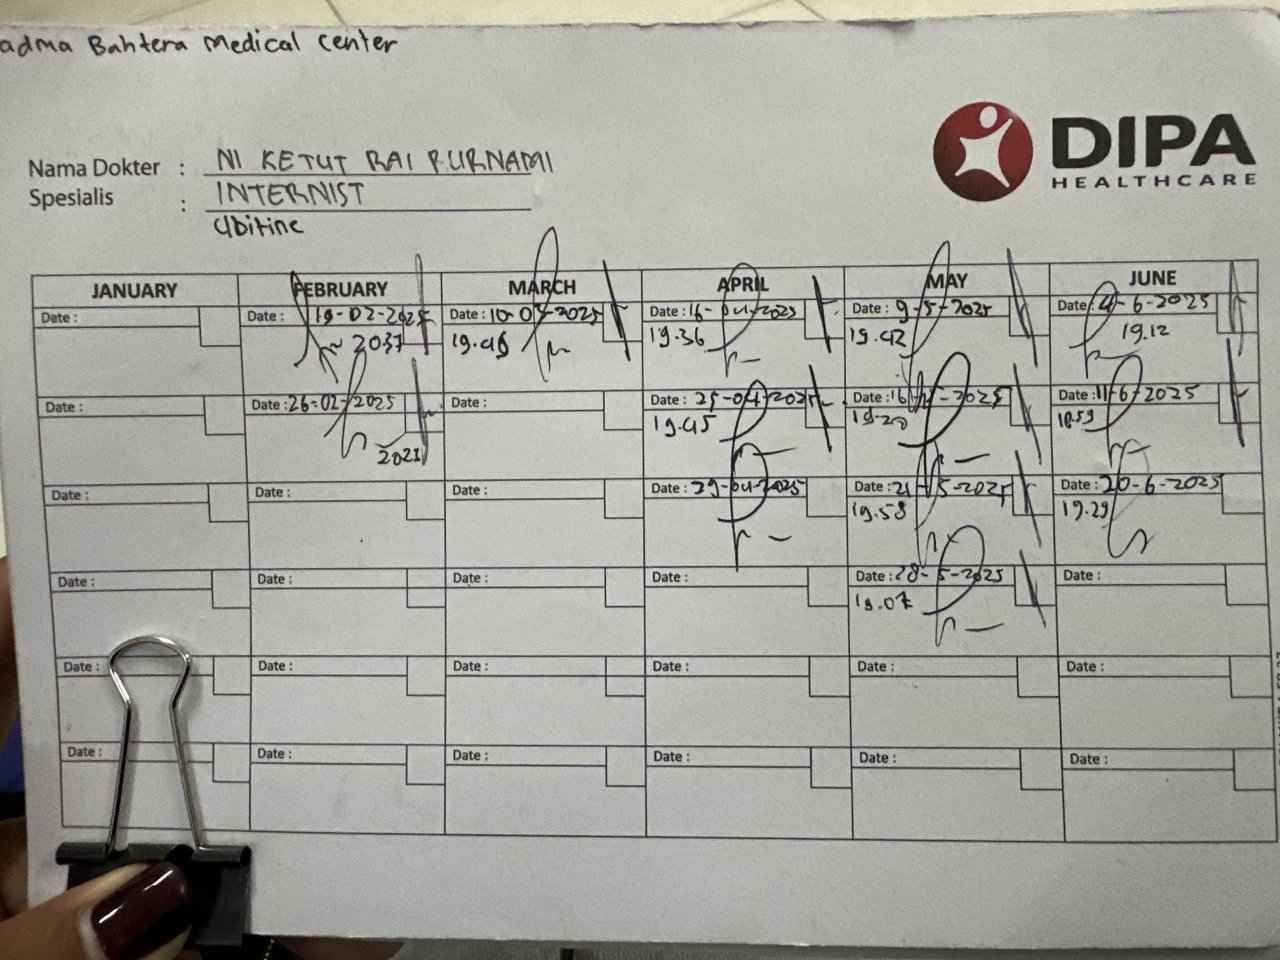 adma Bahtera Medical Center
DIPA
HEALTHCARE
Nama Dokter : NI KETUT RAI PURNAMI
Spesialis : INTERNIST
Ubitine
JANUARY FEBRUARY MARCH APRIL MAY JUNE
Date : Date : 19-02-2025 Date : 10-03-2025 Date : 16-04-2025 Date : 9-5-2025 Date : 4-6-2025
2037 19.45 19.36 19.42 19.12
Date : Date : 26-02-2025 Date : Date : 25-04-2025 Date : 16-5-2025 Date : 11-6-2025
2021 19.45 19.20 18.59
Date : Date : Date : Date : 29-04-2025 Date : 21-5-2025 Date : 20-6-2025
19.58 19.29
Date : Date : Date : Date : Date : 28-5-2025 Date :
19.07
Date : Date : Date : Date : Date : Date :
Date : Date : Date : Date : Date : Date :